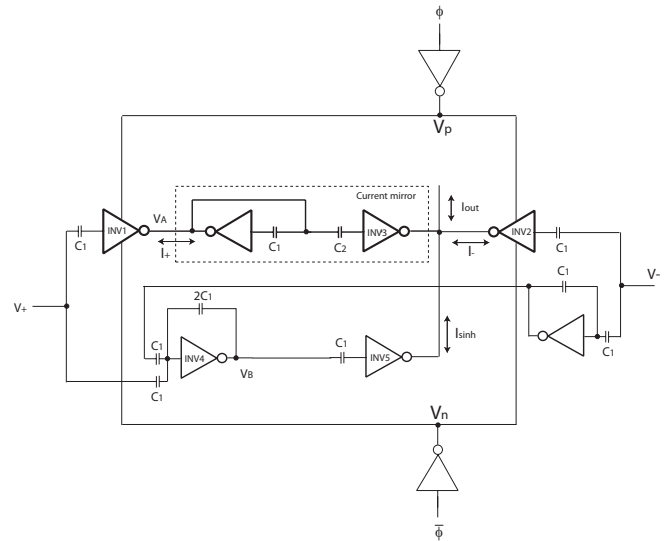 ϕ
Vp
Current mirror
Iout
INV1
VA
INV3
INV2
C1
I+
C1
C2
I-
C1
V-
2C1
C1
V+
C1
C1
Isinh
C1
INV4
INV5
C1
VB
Vn
ϕ̅